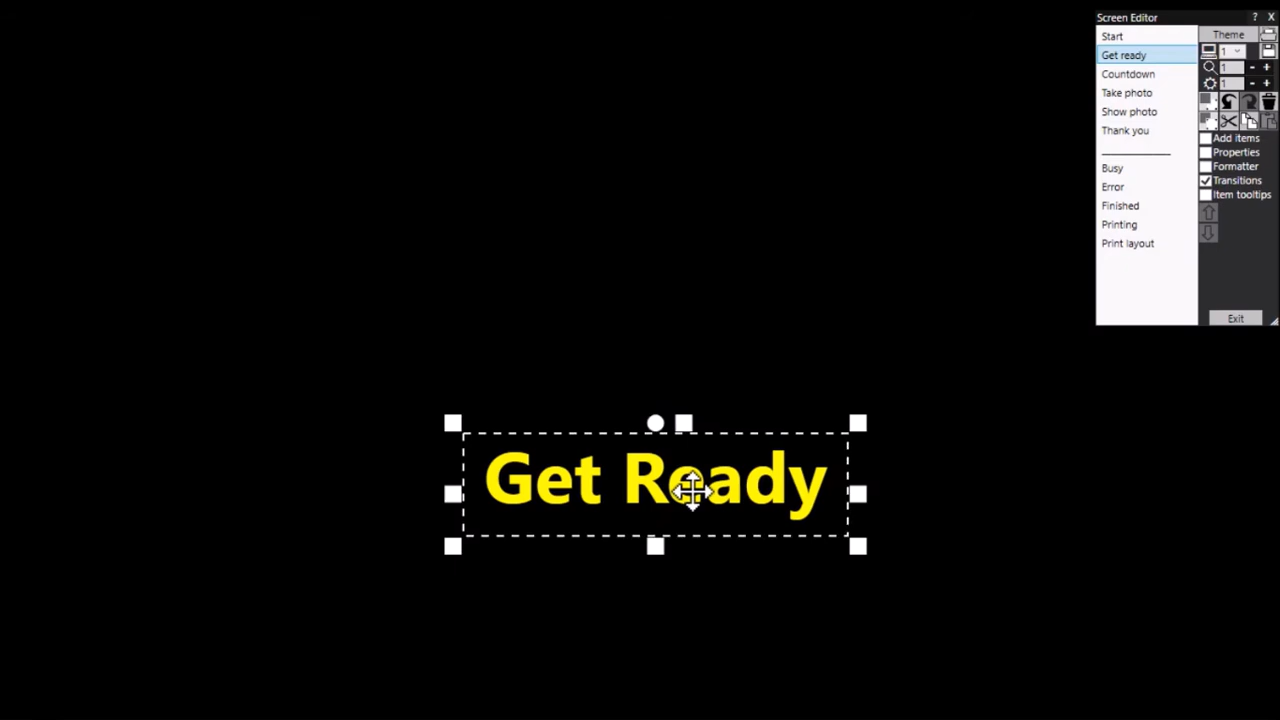 Screen Editor ? X
Start
Get ready
Countdown
Take photo
Show photo
Thank you
Busy
Error
Finished
Printing
Print layout
Theme
1
1 - +
1 - +
Add items
Properties
Formatter
Transitions
Item tooltips
Exit
Get Ready